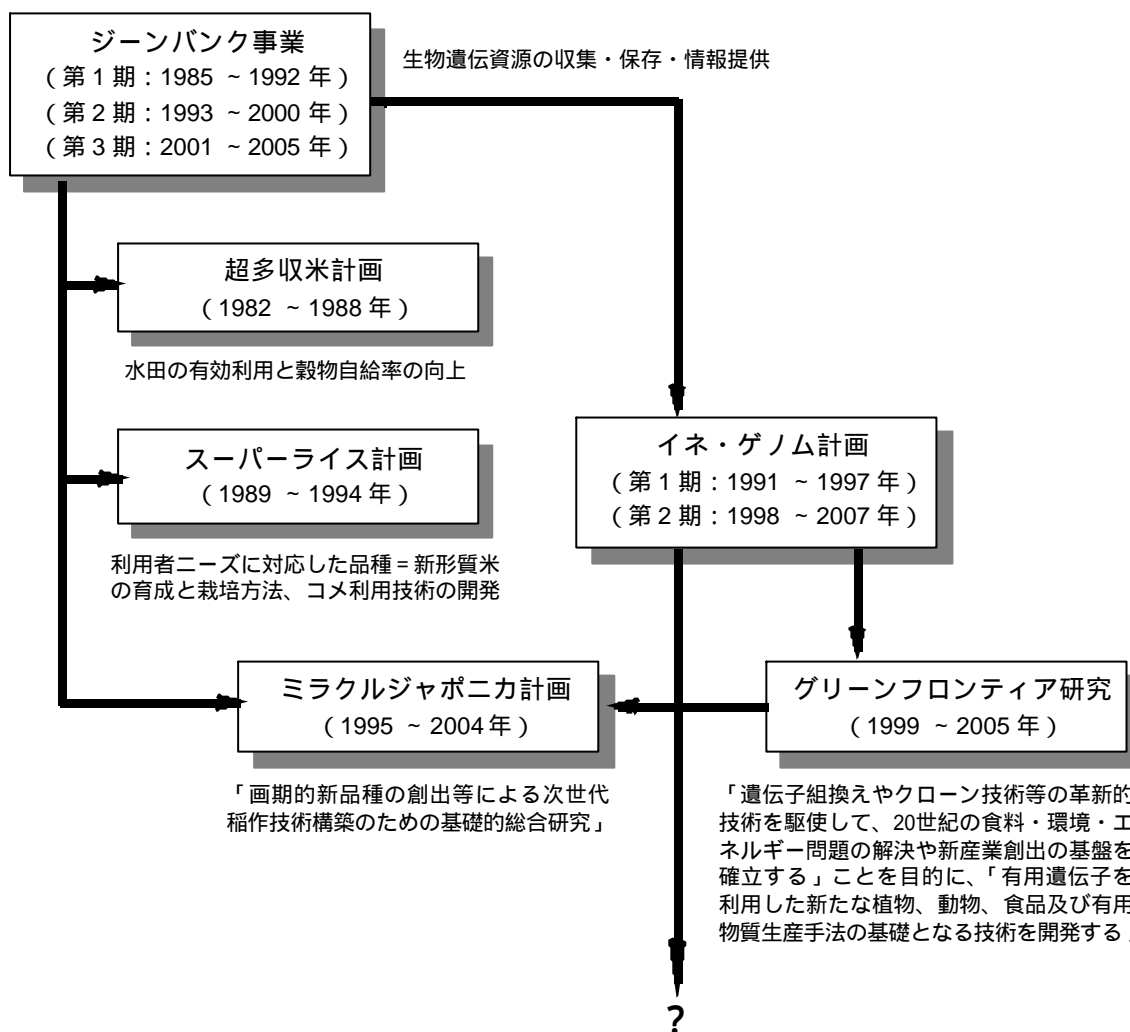 ジーンバンク事業
（第１期：1985 ~ 1992 年）
（第２期：1993 ~ 2000 年）
（第３期：2001 ~ 2005 年）
生物遺伝資源の収集・保存・情報提供
超多収米計画
（1982 ~ 1988 年）
水田の有効利用と穀物自給率の向上
スーパーライス計画
（1989 ~ 1994 年）
利用者ニーズに対応した品種＝新形質米
の育成と栽培方法、コメ利用技術の開発
イネ・ゲノム計画
（第１期：1991 ~ 1997 年）
（第２期：1998 ~ 2007 年）
ミラクルジャポニカ計画
（1995 ~ 2004 年）
「画期的新品種の創出等による次世代
稲作技術構築のための基礎的総合研究」
グリーンフロンティア研究
（1999 ~ 2005 年）
「遺伝子組換えやクローン技術等の革新的
技術を駆使して、20世紀の食料・環境・エ
ネルギー問題の解決や新産業創出の基盤を
確立する」ことを目的に、「有用遺伝子を
利用した新たな植物、動物、食品及び有用
物質生産手法の基礎となる技術を開発する」
?